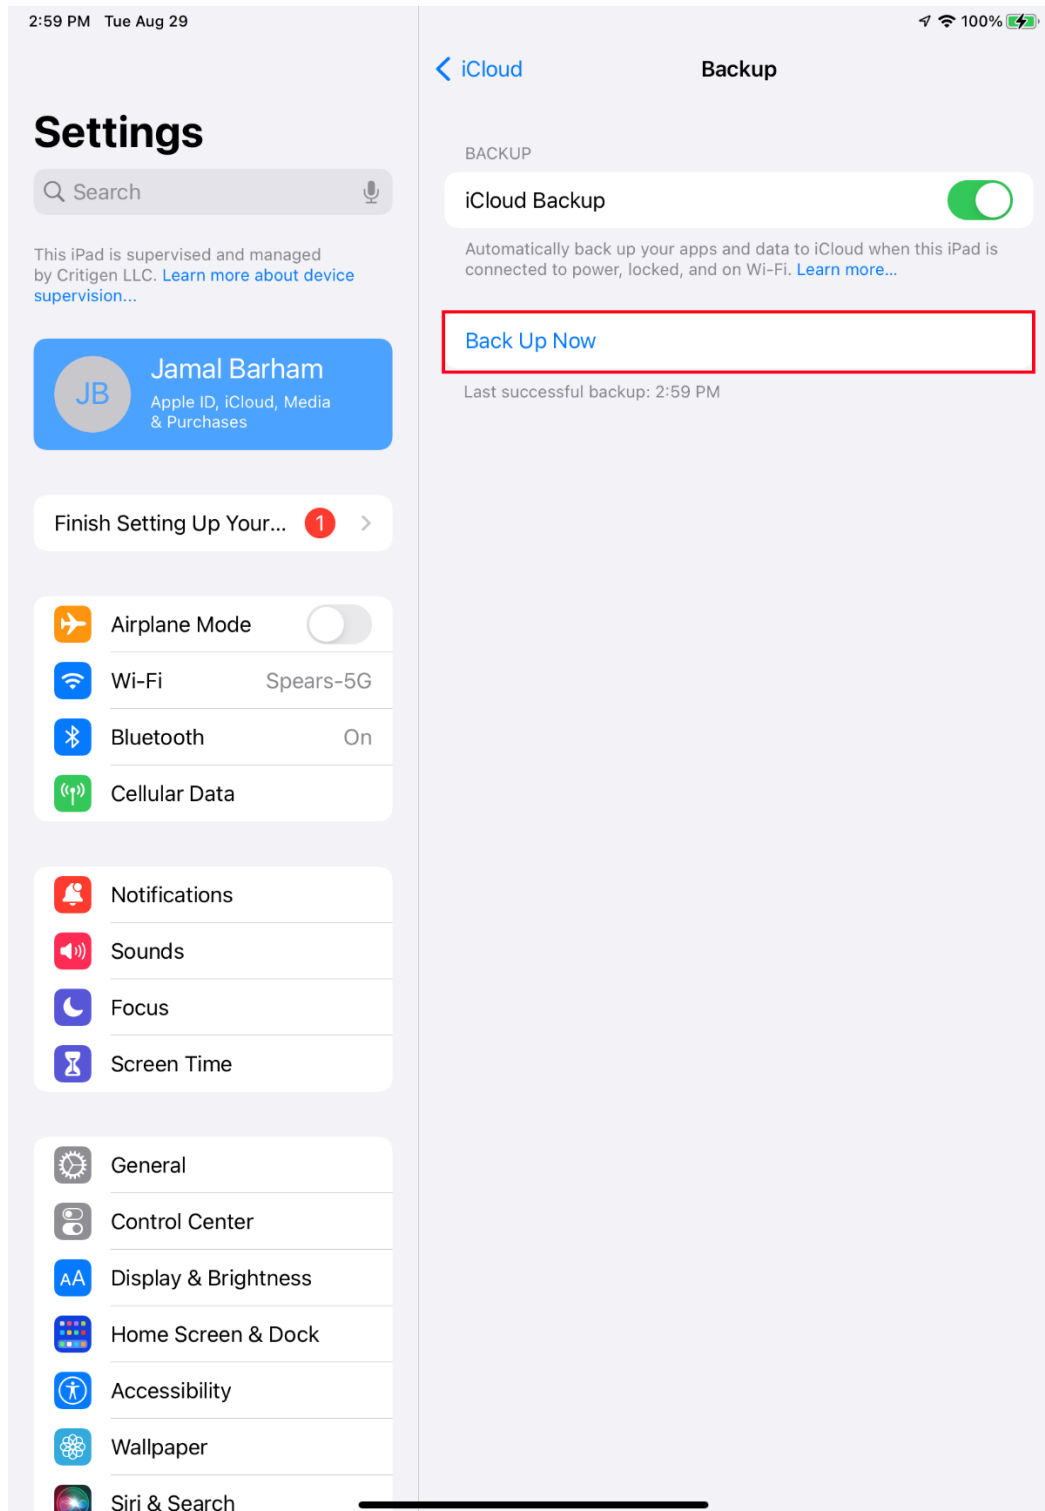 2:59 PM Tue Aug 29
100%
Settings
Search
This iPad is supervised and managed
by Critigen LLC. Learn more about device
supervision...
JB
Jamal Barham
Apple ID, iCloud, Media
& Purchases
Finish Setting Up Your... 1
Airplane Mode
Wi-Fi Spears-5G
Bluetooth On
Cellular Data
Notifications
Sounds
Focus
Screen Time
General
Control Center
AA Display & Brightness
Home Screen & Dock
Accessibility
Wallpaper
Siri & Search
iCloud Backup
BACKUP
iCloud Backup
Automatically back up your apps and data to iCloud when this iPad is
connected to power, locked, and on Wi-Fi. Learn more...
Back Up Now
Last successful backup: 2:59 PM